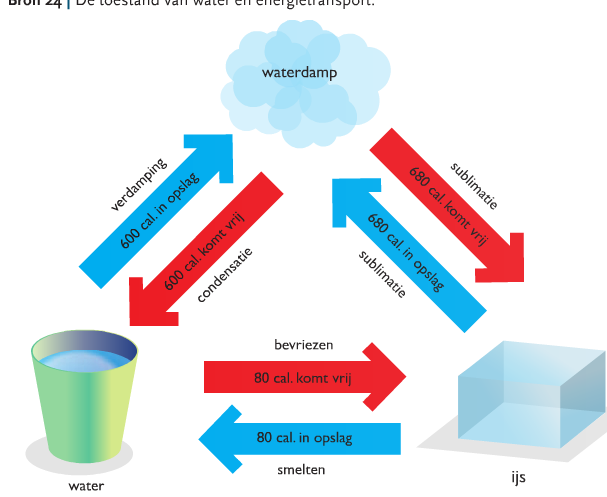 Bron 24 | De toestand van water en energietransport.
waterdamp
verdamping
600 cal. in opslag
600 cal. komt vrij
condensatie
sublimatie
680 cal. komt vrij
680 cal. in opslag
sublimatie
bevriezen
80 cal. komt vrij
80 cal. in opslag
smelten
water
ijs